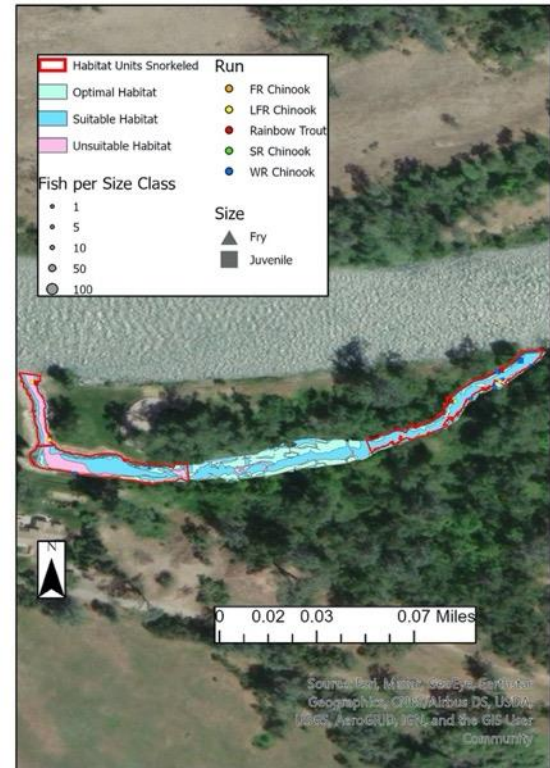 Habitat Units Snorkeled
Optimal Habitat
Suitable Habitat
Unsuitable Habitat
Fish per Size Class
1
5
10
50
100
Run
FR Chinook
LFR Chinook
Rainbow Trout
SR Chinook
WR Chinook
Size
Fry
Juvenile
N
0 0.02 0.03 0.07 Miles
Source: Esri, Maxar, GeoEye, Earthstar
Geographics, CNES/Airbus DS, USDA,
USGS, AeroGRID, IGN, and the GIS User
Community